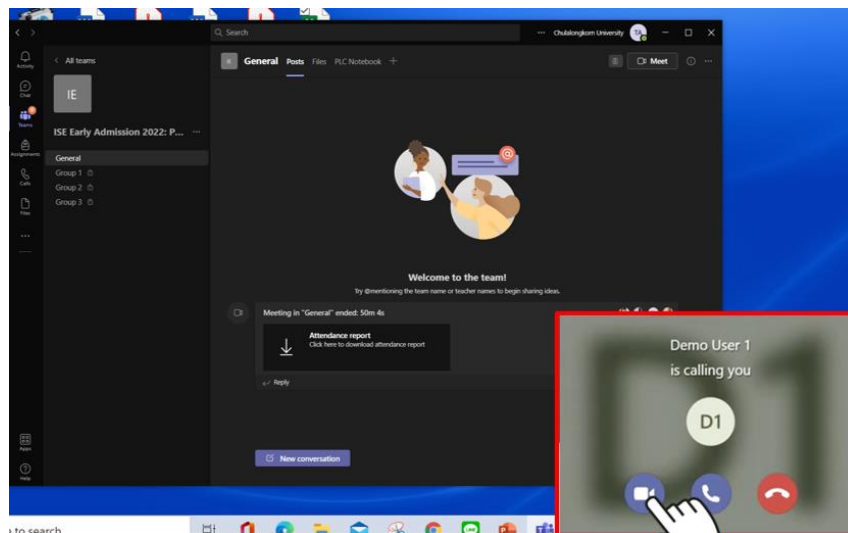 Search
Chulalongkorn University
TA
Activity
Chat
Teams
Assignments
Calls
Files
Apps
Help
All teams
IE
ISE Early Admission 2022: P...
General
Group 1
Group 2
Group 3
General Posts Files PLC Notebook
Meet
Welcome to the team!
Try @mentioning the team name or teacher names to begin sharing ideas.
Meeting in "General" ended: 50m 4s
Attendance report
Click here to download attendance report
Reply
New conversation
Demo User 1
is calling you
D1
to search